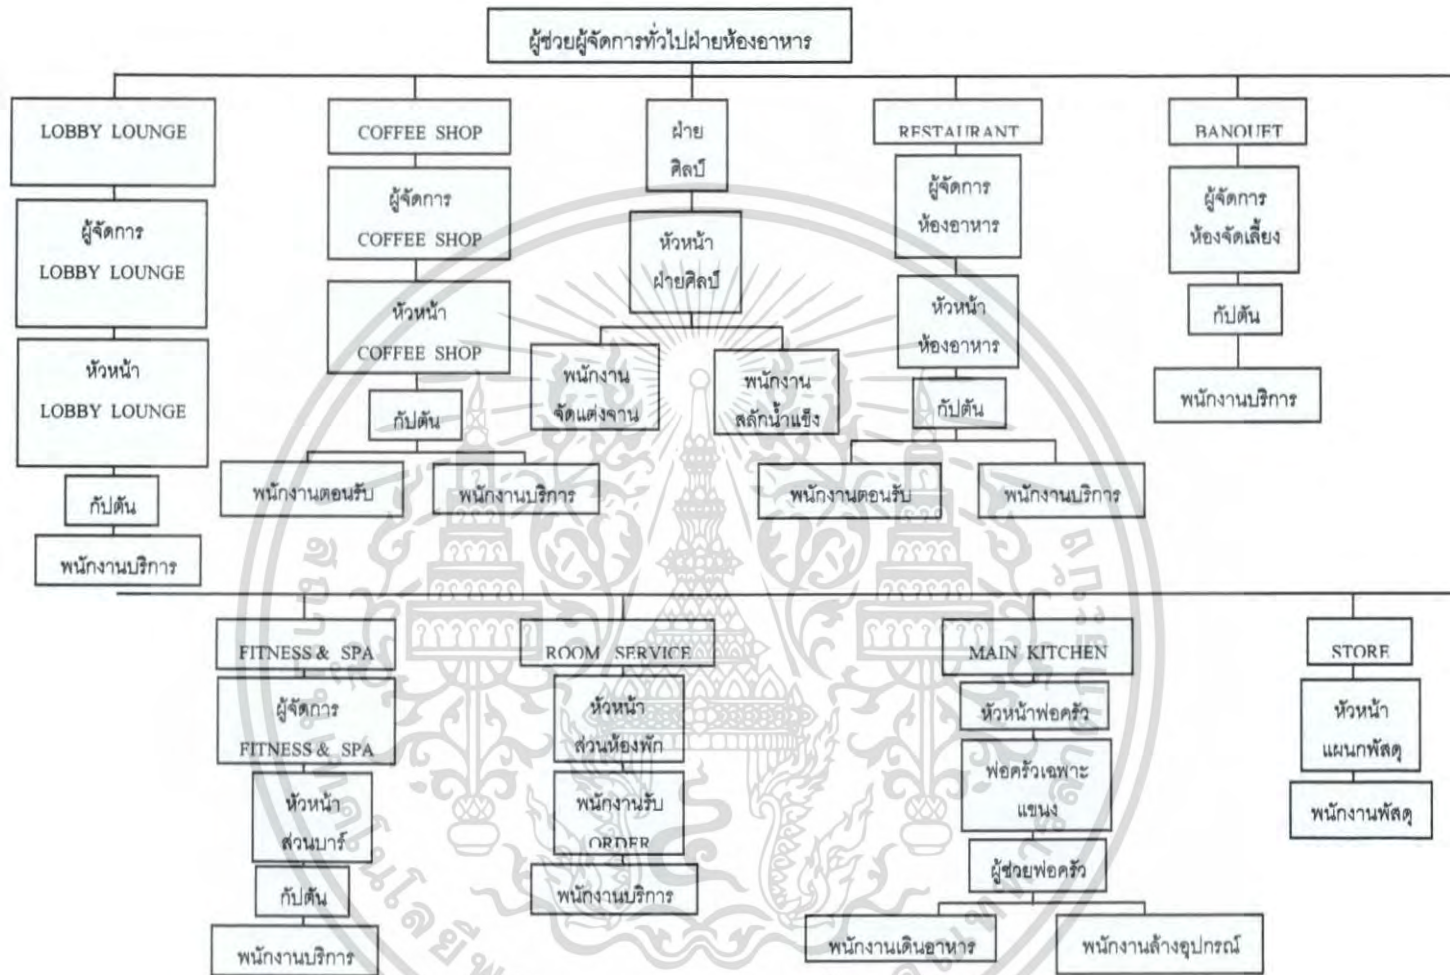 ผู้ช่วยผู้จัดการทั่วไปฝ่ายห้องอาหาร
LOBBY LOUNGE
ผู้จัดการ
LOBBY LOUNGE
หัวหน้า
LOBBY LOUNGE
กัปตัน
พนักงานบริการ
COFFEE SHOP
ผู้จัดการ
COFFEE SHOP
หัวหน้า
COFFEE SHOP
กัปตัน
พนักงานตอนรับ
พนักงานบริการ
ฝ่าย
ศิลป์
หัวหน้า
ฝ่ายศิลป์
พนักงาน
จัดแต่งจาน
พนักงาน
สลักน้ำแข็ง
RESTAURANT
ผู้จัดการ
ห้องอาหาร
หัวหน้า
ห้องอาหาร
กัปตัน
พนักงานตอนรับ
พนักงานบริการ
BANQUET
ผู้จัดการ
ห้องจัดเลี้ยง
กัปตัน
พนักงานบริการ
FITNESS & SPA
ผู้จัดการ
FITNESS & SPA
หัวหน้า
ส่วนบาร์
กัปตัน
พนักงานบริการ
ROOM SERVICE
หัวหน้า
ส่วนห้องพัก
พนักงานรับ
ORDER
พนักงานบริการ
MAIN KITCHEN
หัวหน้าพ่อครัว
พ่อครัวเฉพาะ
แขนง
ผู้ช่วยพ่อครัว
พนักงานเดินอาหาร
พนักงานล้างอุปกรณ์
STORE
หัวหน้า
แผนกพัสดุ
พนักงานพัสดุ